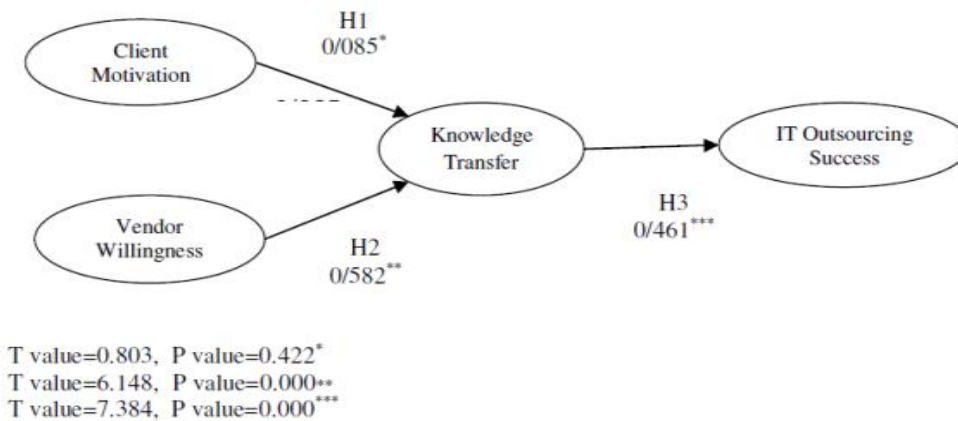 H1
0/085*
Client
Motivation
Knowledge
Transfer
IT Outsourcing
Success
Vendor
Willingness
H2
0/582**
H3
0/461***
T value=0.803, P value=0.422*
T value=6.148, P value=0.000**
T value=7.384, P value=0.000***